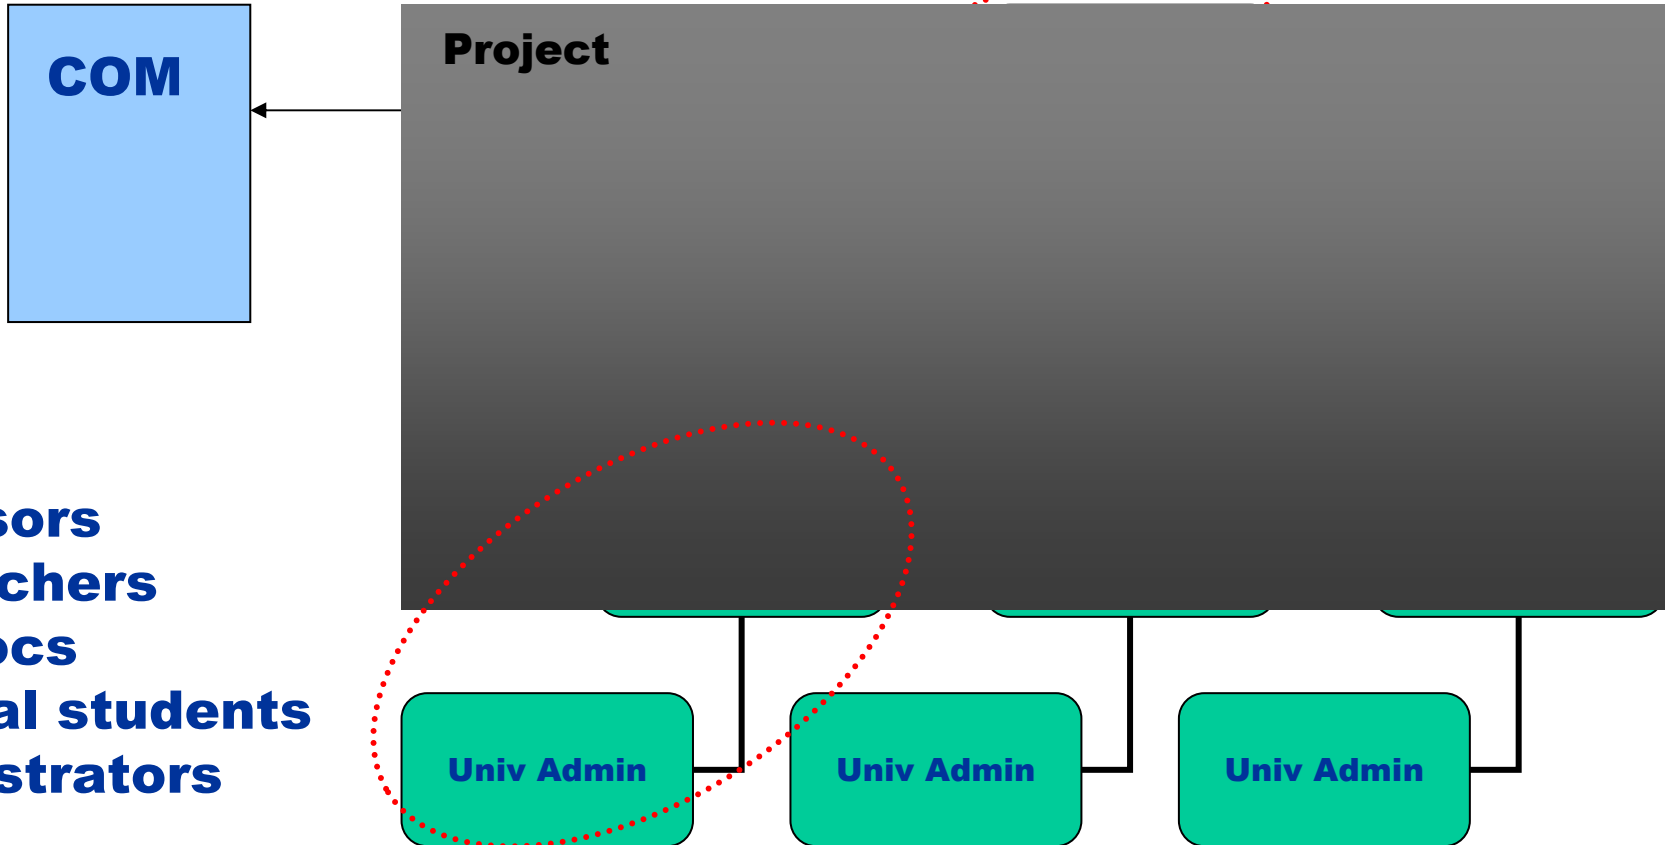 COM
Project
sors
chers
ocs
al students
strators
Univ Admin
Univ Admin
Univ Admin